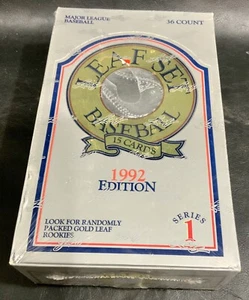 MAJOR LEAGUE
BASEBALL
36 COUNT
LEAF SET
BASEBALL
15 CARDS
1992
EDITION
LOOK FOR RANDOMLY
PACKED GOLD LEAF
ROOKIES
SERIES
1